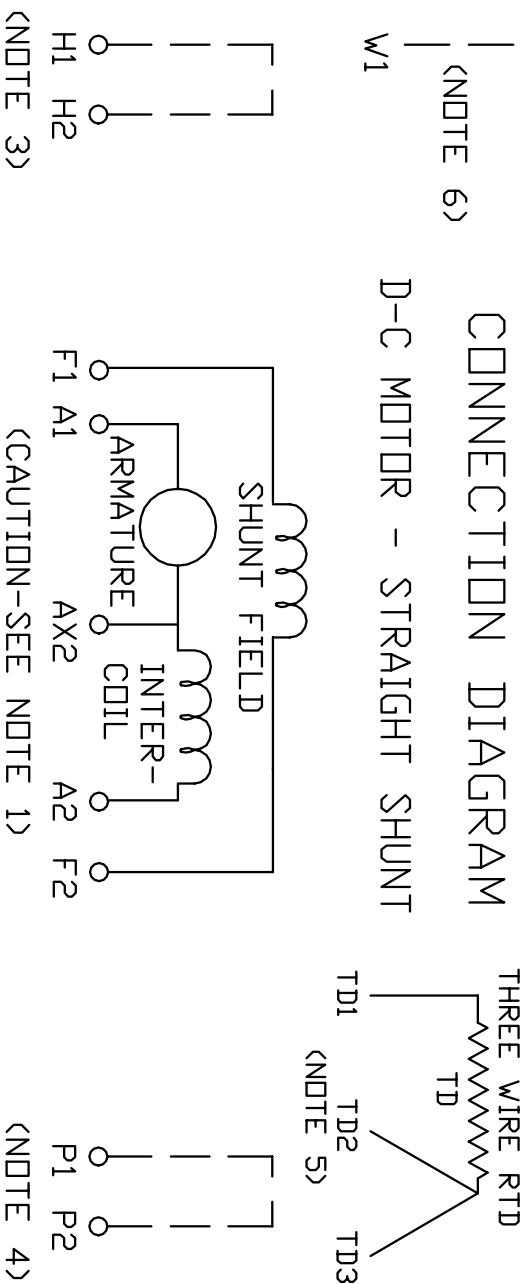 CONNECTION DIAGRAM
D-C MOTOR - STRAIGHT SHUNT
W1
(NOTE 6)
H1 H2
(NOTE 3)
SHUNT FIELD
ARMATURE
INTER-
COIL
F1 A1 AX2 A2 F2
(CAUTION-SEE NOTE 1)
THREE WIRE RTD
TD
TD1 TD2 TD3
(NOTE 5)
P1 P2
(NOTE 4)